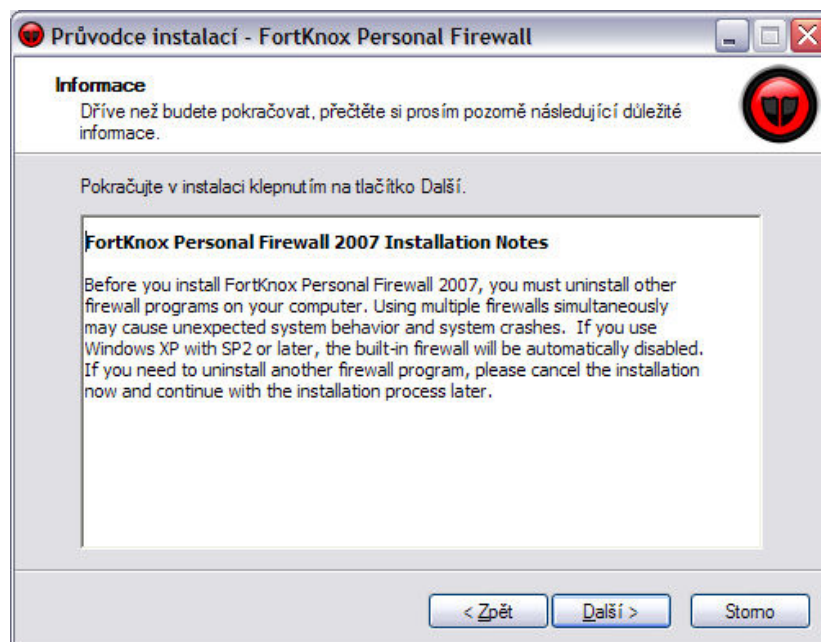 Průvodce instalací - FortKnox Personal Firewall
Informace
Dříve než budete pokračovat, přečtěte si prosím pozorně následující důležité
informace.
Pokračujte v instalaci klepnutím na tlačítko Další.
FortKnox Personal Firewall 2007 Installation Notes
Before you install FortKnox Personal Firewall 2007, you must uninstall other
firewall programs on your computer. Using multiple firewalls simultaneously
may cause unexpected system behavior and system crashes.  If you use
Windows XP with SP2 or later, the built-in firewall will be automatically disabled.
If you need to uninstall another firewall program, please cancel the installation
now and continue with the installation process later.
< Zpět
Další >
Storno